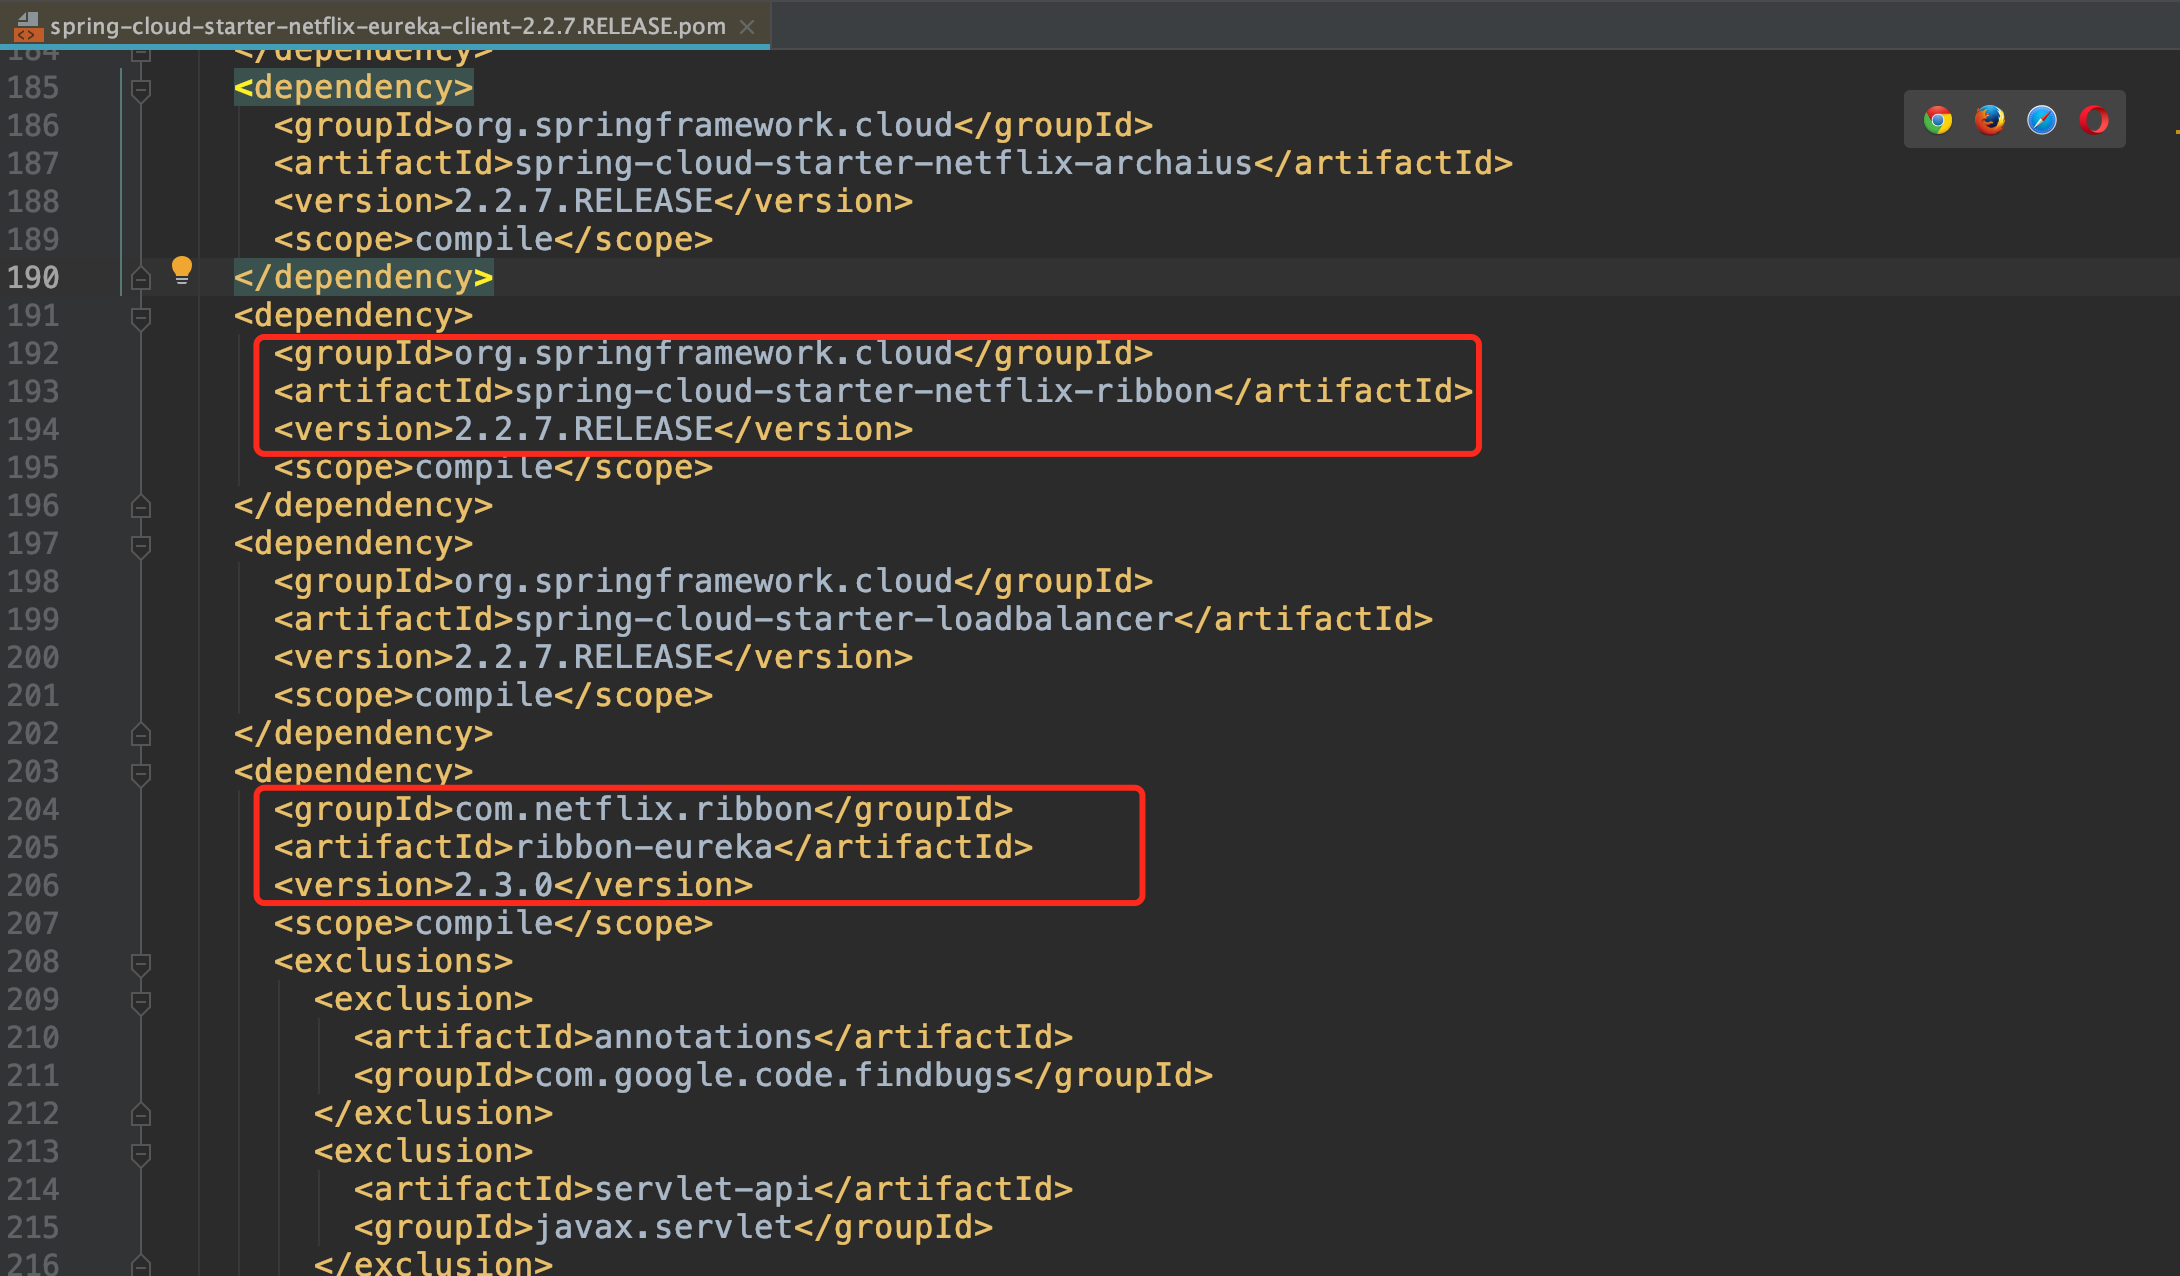 spring-cloud-starter-netflix-eureka-client-2.2.7.RELEASE.pom
184 </dependency>
185 <dependency>
186 <groupId>org.springframework.cloud</groupId>
187 <artifactId>spring-cloud-starter-netflix-archaius</artifactId>
188 <version>2.2.7.RELEASE</version>
189 <scope>compile</scope>
190 </dependency>
191 <dependency>
192 <groupId>org.springframework.cloud</groupId>
193 <artifactId>spring-cloud-starter-netflix-ribbon</artifactId>
194 <version>2.2.7.RELEASE</version>
195 <scope>compile</scope>
196 </dependency>
197 <dependency>
198 <groupId>org.springframework.cloud</groupId>
199 <artifactId>spring-cloud-starter-loadbalancer</artifactId>
200 <version>2.2.7.RELEASE</version>
201 <scope>compile</scope>
202 </dependency>
203 <dependency>
204 <groupId>com.netflix.ribbon</groupId>
205 <artifactId>ribbon-eureka</artifactId>
206 <version>2.3.0</version>
207 <scope>compile</scope>
208 <exclusions>
209 <exclusion>
210 <artifactId>annotations</artifactId>
211 <groupId>com.google.code.findbugs</groupId>
212 </exclusion>
213 <exclusion>
214 <artifactId>servlet-api</artifactId>
215 <groupId>javax.servlet</groupId>
216 </exclusion>